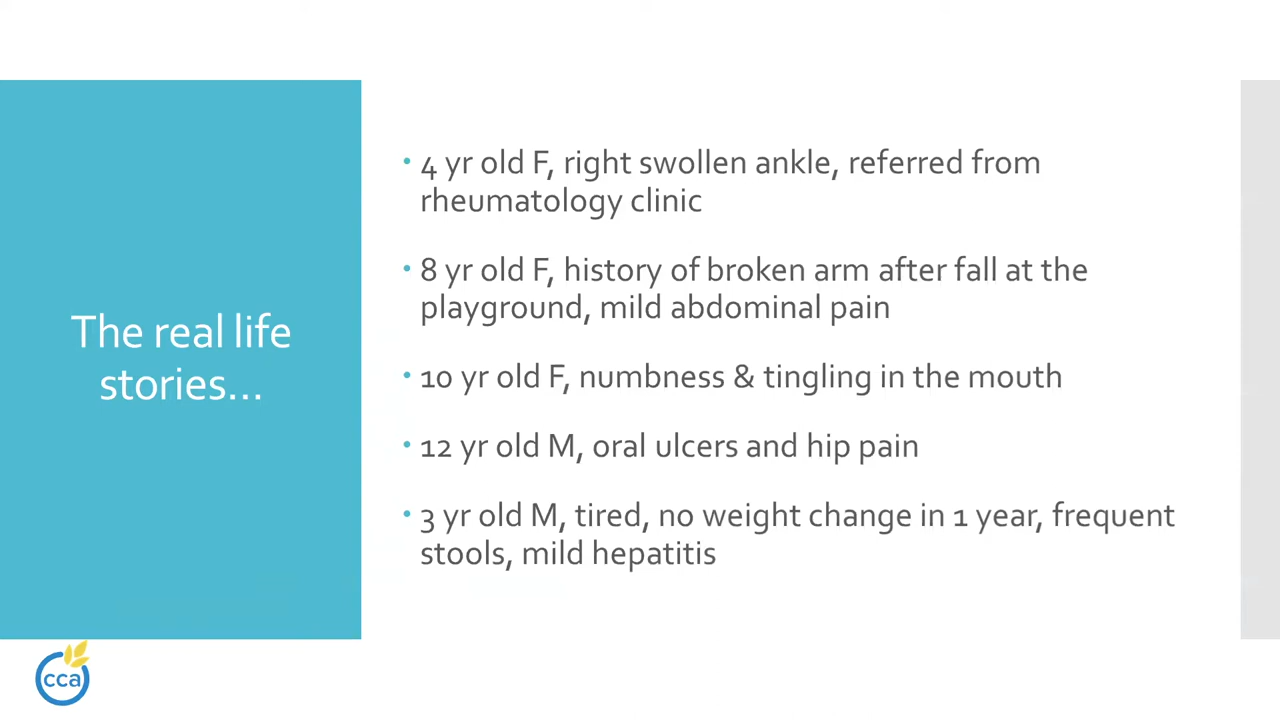 The real life
stories...
• 4 yr old F, right swollen ankle, referred from
rheumatology clinic
• 8 yr old F, history of broken arm after fall at the
playground, mild abdominal pain
• 10 yr old F, numbness & tingling in the mouth
• 12 yr old M, oral ulcers and hip pain
• 3 yr old M, tired, no weight change in 1 year, frequent
stools, mild hepatitis
cca